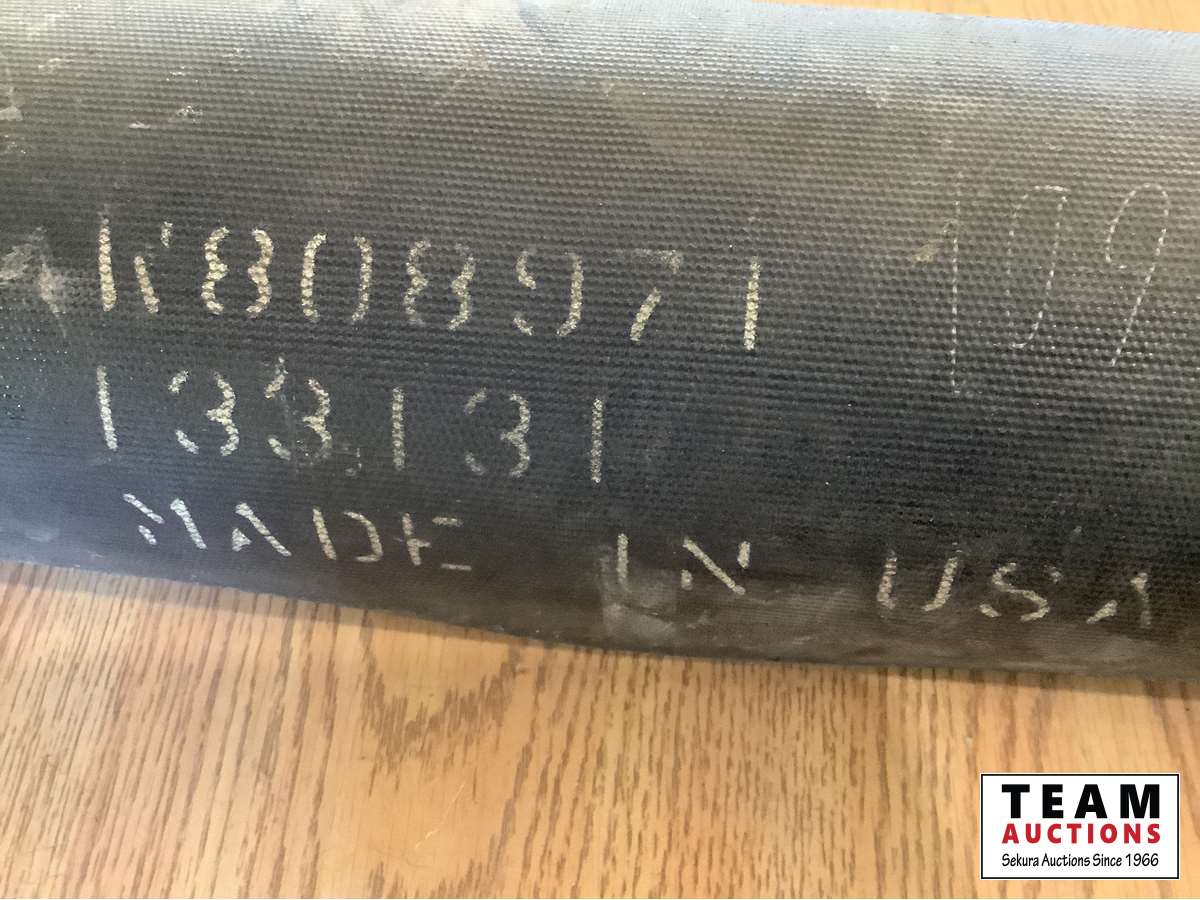 K808971
109
133131
MADE IN USA
TEAM
AUCTIONS
Sekura Auctions Since 1966